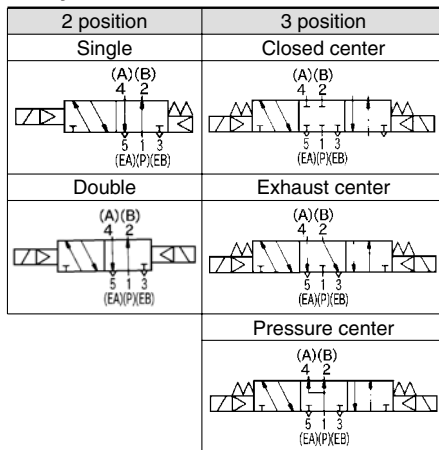 2 position
3 position
Single
Closed center
(A)(B)
4 2
5 1 3
(EA)(P)(EB)
(A)(B)
4 2
5 1 3
(EA)(P)(EB)
Double
Exhaust center
(A)(B)
4 2
5 1 3
(EA)(P)(EB)
(A)(B)
4 2
5 1 3
(EA)(P)(EB)
Pressure center
(A)(B)
4 2
5 1 3
(EA)(P)(EB)